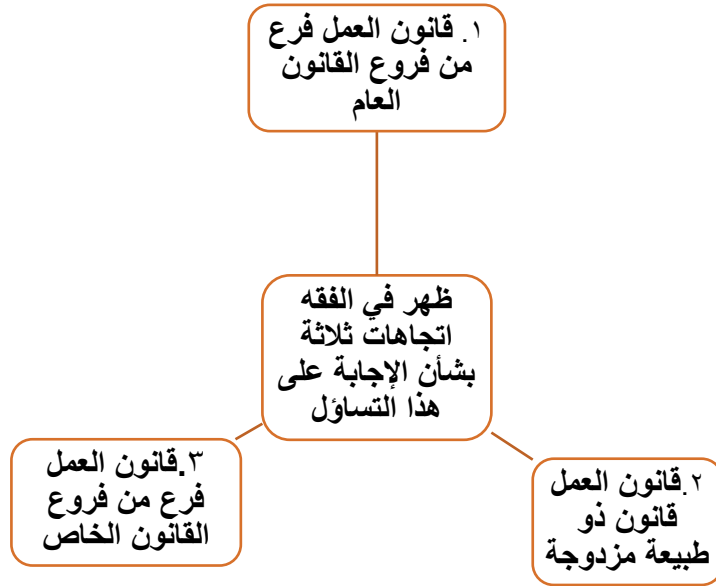 ١. قانون العمل فرع
من فروع القانون
العام
ظهر في الفقه
اتجاهات ثلاثة
بشأن الإجابة على
هذا التساؤل
٢.قانون العمل
قانون ذو
طبيعة مزدوجة
٣.قانون العمل
فرع من فروع
القانون الخاص